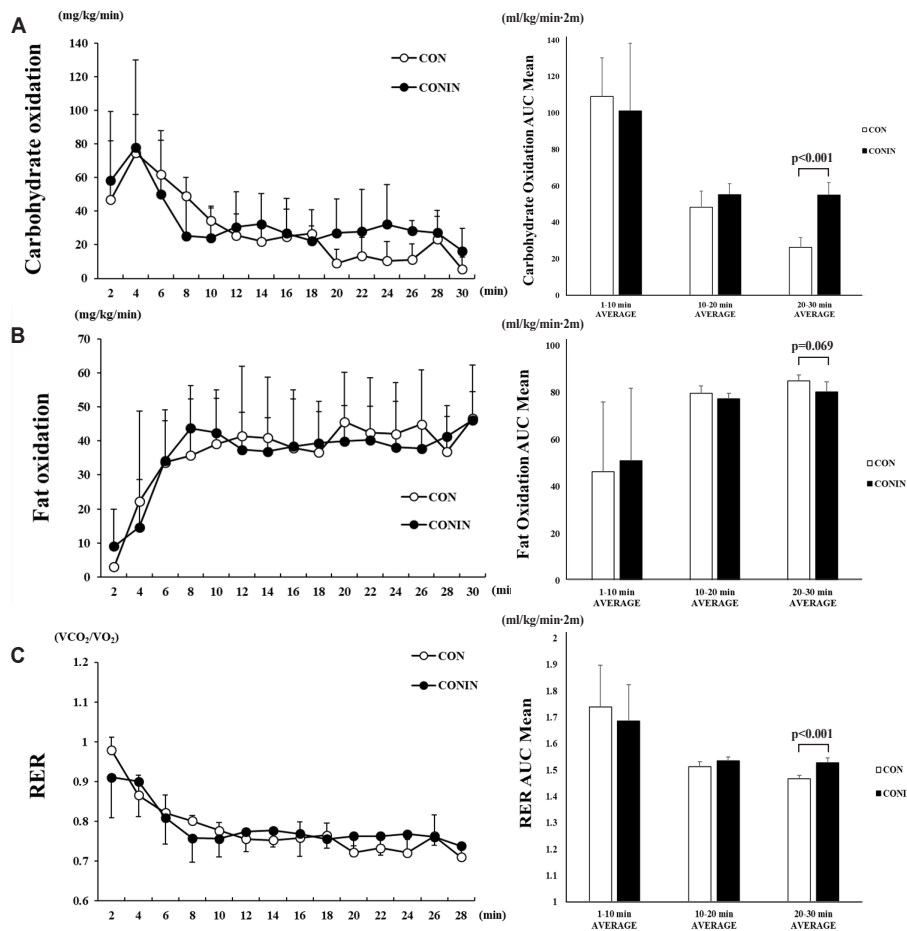 A
(mg/kg/min)
Carbohydrate oxidation
160
140
120
100
80
60
40
20
0
CON
CONIN
2 4 6 8 10 12 14 16 18 20 22 24 26 28 30 (min)
(ml/kg/min·2m)
Carbohydrate Oxidation AUC Mean
140
120
100
80
60
40
20
0
CON
CONIN
p<0.001
1-10 min 10-20 min 20-30 min
AVERAGE AVERAGE AVERAGE
B
(mg/kg/min)
Fat oxidation
70
60
50
40
30
20
10
0
CON
CONIN
2 4 6 8 10 12 14 16 18 20 22 24 26 28 30 (min
(ml/kg/min·2m)
Fat Oxidation AUC Mean
100
80
60
40
20
0
p=0.069
CON
CONIN
1-10 min 10-20 min 20-30 min
AVERAGE AVERAGE AVERAGE
C
(VCO₂/VO₂)
RER
1.2
1.1
1
0.9
0.8
0.7
0.6
CON
CONIN
2 4 6 8 10 12 14 16 18 20 22 24 26 28 (min)
(ml/kg/min·2m)
RER AUC Mean
2
1.9
1.8
1.7
1.6
1.5
1.4
1.3
1.2
1.1
1
p<0.001
CON
CONI
1-10 min 10-20 min 20-30 min
AVERAGE AVERAGE AVERAGE